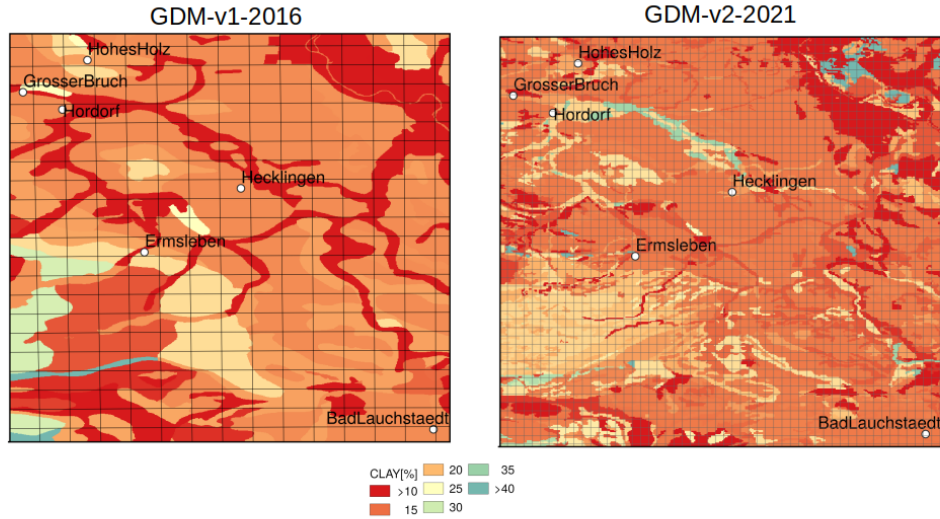 GDM-v1-2016
GDM-v2-2021
HohesHolz
GrosserBruch
Hordorf
Hecklingen
Ermsleben
BadLauchstaedt
HohesHolz
GrosserBruch
Hordorf
Hecklingen
Ermsleben
BadLauchstaedt
CLAY[%]
>10
15
20
25
30
35
>40